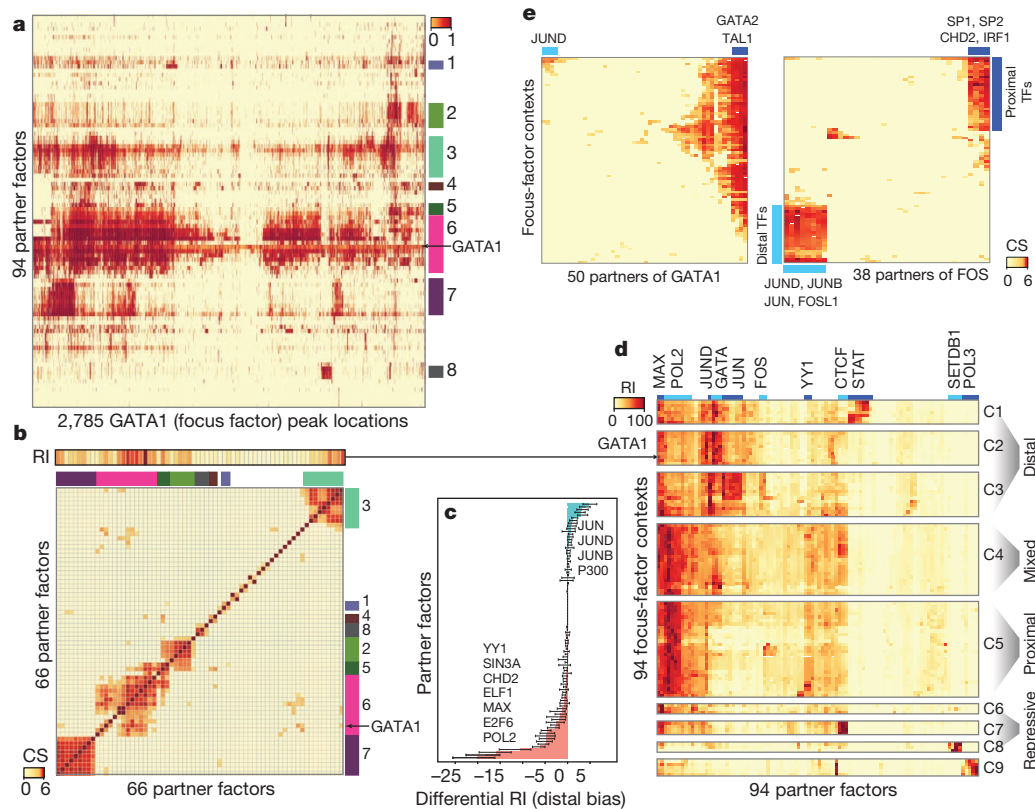 a
0 1
1
2
3
4
5
6
GATA1
7
8
94 partner factors
2,785 GATA1 (focus factor) peak locations
e
JUND
GATA2
TAL1
SP1, SP2
CHD2, IRF1
Focus-factor contexts
Proximal
TFs
Distal TFs
CS
0 6
50 partners of GATA1
38 partners of FOS
JUND, JUNB
JUN, FOSL1
b
RI
3
1
4
8
2
5
6
GATA1
7
66 partner factors
CS
0 6
66 partner factors
c
JUN
JUND
JUNB
P300
YY1
SIN3A
CHD2
ELF1
MAX
E2F6
POL2
Partner factors
−25 −15 −5 0 5
Differential RI (distal bias)
d
RI
0 100
MAX
POL2
JUND
GATA
JUN
FOS
YY1
CTCF
STAT
SETDB1
POL3
GATA1
C1
C2
C3
C4
C5
C6
C7
C8
C9
Distal
Mixed
Proximal
Repressive
94 focus-factor contexts
94 partner factors